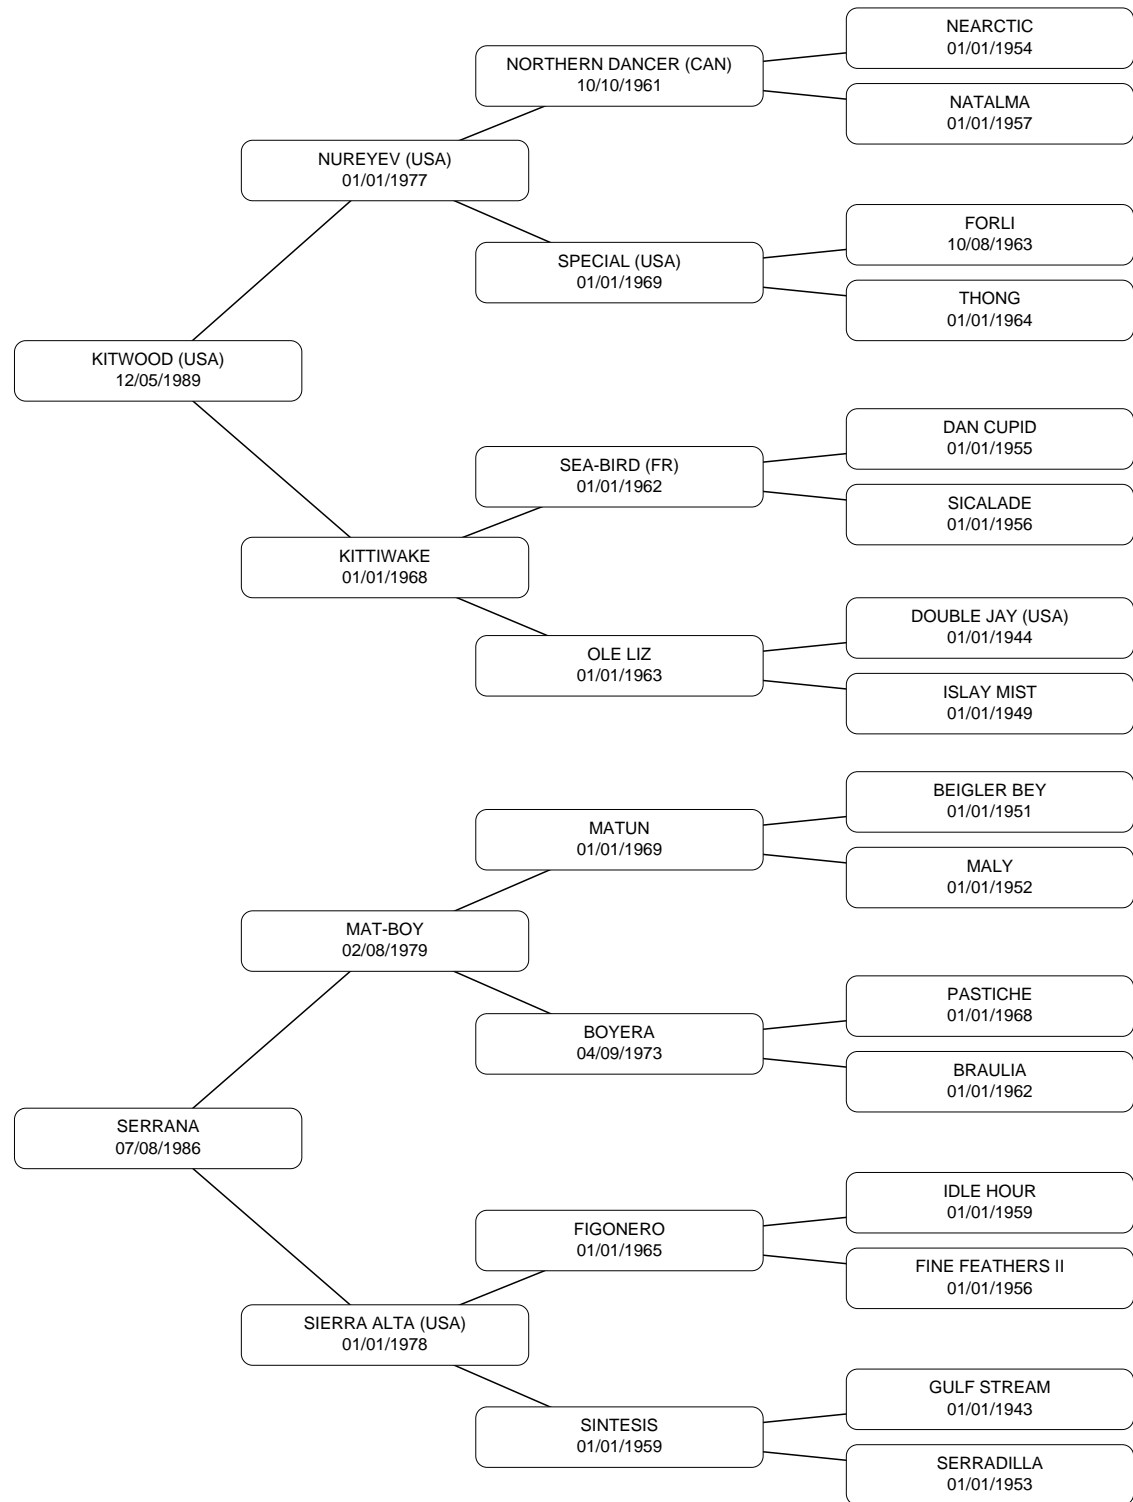 NEARCTIC
01/01/1954
NORTHERN DANCER (CAN)
10/10/1961
NATALMA
01/01/1957
NUREYEV (USA)
01/01/1977
FORLI
10/08/1963
SPECIAL (USA)
01/01/1969
THONG
01/01/1964
KITWOOD (USA)
12/05/1989
DAN CUPID
01/01/1955
SEA-BIRD (FR)
01/01/1962
SICALADE
01/01/1956
KITTIWAKE
01/01/1968
DOUBLE JAY (USA)
01/01/1944
OLE LIZ
01/01/1963
ISLAY MIST
01/01/1949
BEIGLER BEY
01/01/1951
MATUN
01/01/1969
MALY
01/01/1952
MAT-BOY
02/08/1979
PASTICHE
01/01/1968
BOYERA
04/09/1973
BRAULIA
01/01/1962
SERRANA
07/08/1986
IDLE HOUR
01/01/1959
FIGONERO
01/01/1965
FINE FEATHERS II
01/01/1956
SIERRA ALTA (USA)
01/01/1978
GULF STREAM
01/01/1943
SINTESIS
01/01/1959
SERRADILLA
01/01/1953